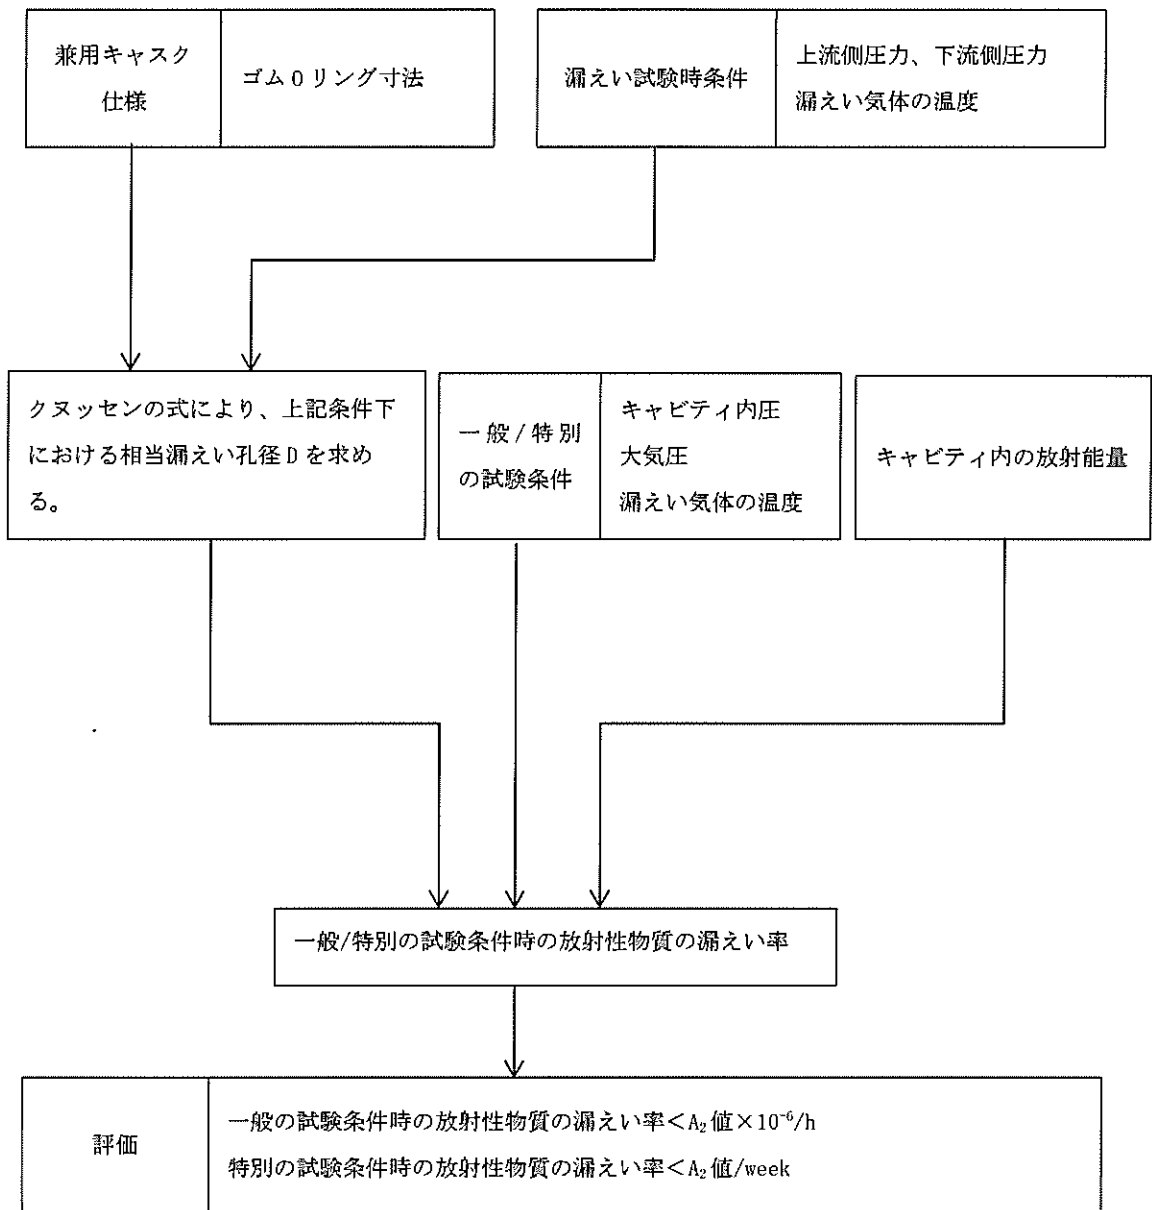 兼用キャスク
仕様
ゴムOリング寸法
漏えい試験時条件
上流側圧力、下流側圧力
漏えい気体の温度
クヌッセンの式により、上記条件下
における相当漏えい孔径Dを求め
る。
一般/特別
の試験条件
キャビティ内圧
大気圧
漏えい気体の温度
キャビティ内の放射能量
一般/特別の試験条件時の放射性物質の漏えい率
評価
一般の試験条件時の放射性物質の漏えい率<A₂値×10⁻⁶/h
特別の試験条件時の放射性物質の漏えい率<A₂値/week